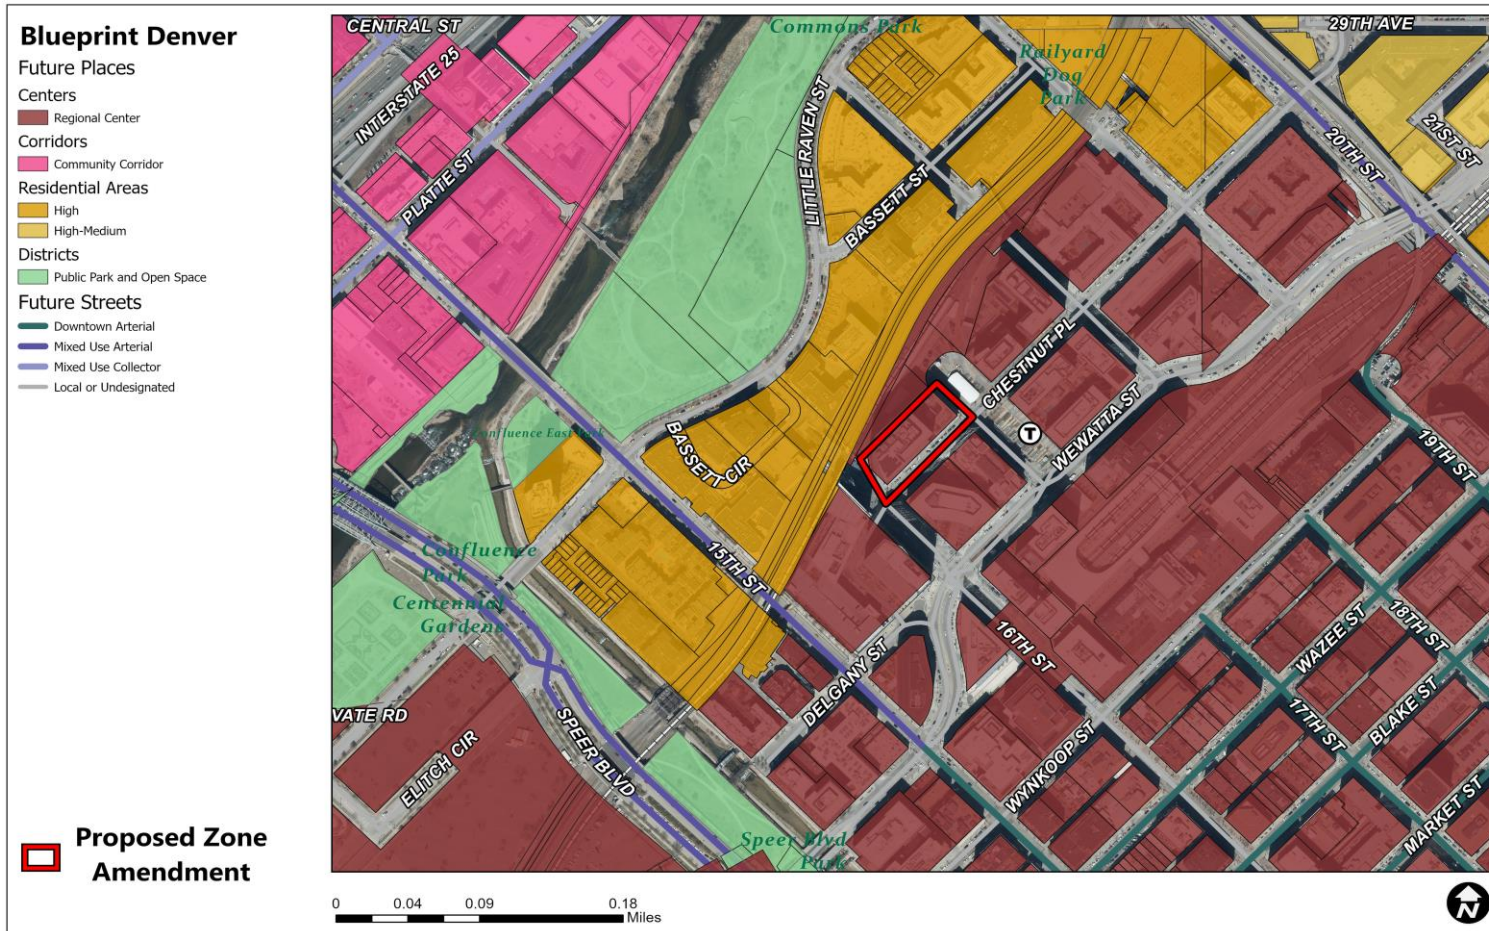 Blueprint Denver
Future Places
Centers
Regional Center
Corridors
Community Corridor
Residential Areas
High
High-Medium
Districts
Public Park and Open Space
Future Streets
Downtown Arterial
Mixed Use Arterial
Mixed Use Collector
Local or Undesignated
Proposed Zone
Amendment
CENTRAL ST
Commons Park
29TH AVE
INTERSTATE 25
Railyard
Dog
Park
20TH ST
21ST ST
PLATTE ST
LITTLE RAVEN ST
BASSETT ST
CHESTNUT PL
WEWATTA ST
T
19TH ST
Confluence East Park
BASSETT CIR
15TH ST
Confluence
Park
Centennial
Gardens
16TH ST
WAZEE ST
18TH ST
DELGANY ST
BLAKE ST
17TH ST
VATE RD
ELITCH CIR
SPEER BLVD
WYNKOOP ST
MARKET ST
Speer Blvd
Park
0 0.04 0.09 0.18
Miles
N